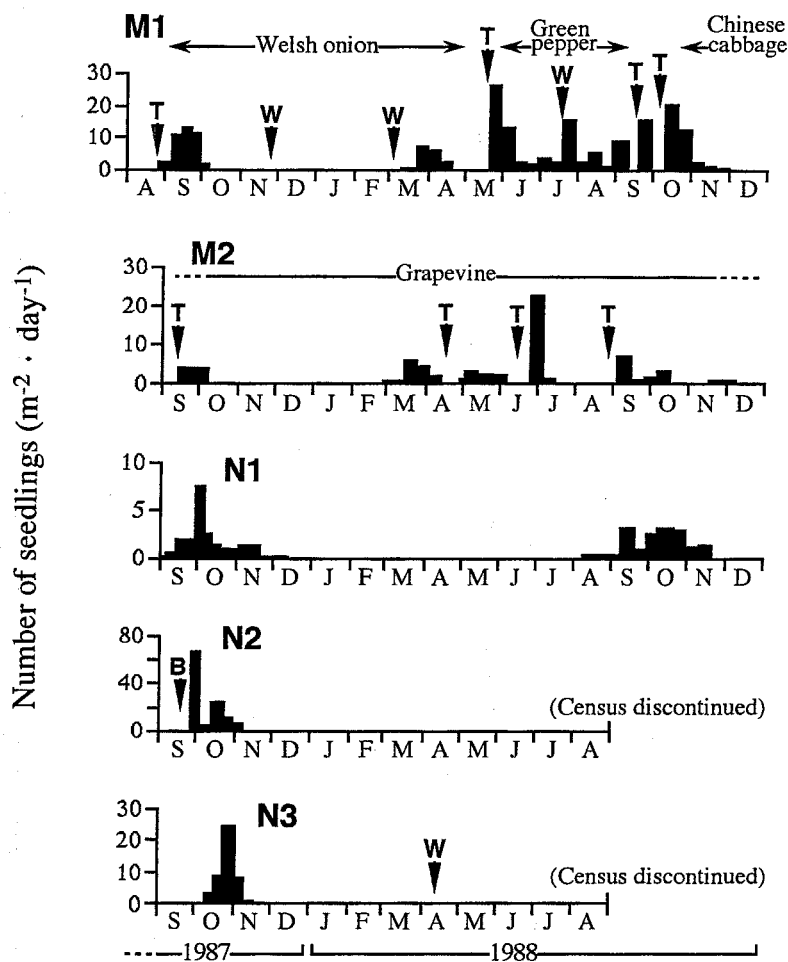 M1
Welsh onion
Green pepper
Chinese cabbage
T W W T W T T
30
20
10
0
A S O N D J F M A M J J A S O N D
M2
Grapevine
T T T T
30
20
10
0
S O N D J F M A M J J A S O N D
N1
10
5
0
S O N D J F M A M J J A S O N D
N2
B
80
40
0
(Census discontinued)
S O N D J F M A M J J A
N3
W
30
20
10
0
(Census discontinued)
S O N D J F M A M J J A
1987 1988
Number of seedlings (m⁻² · day⁻¹)